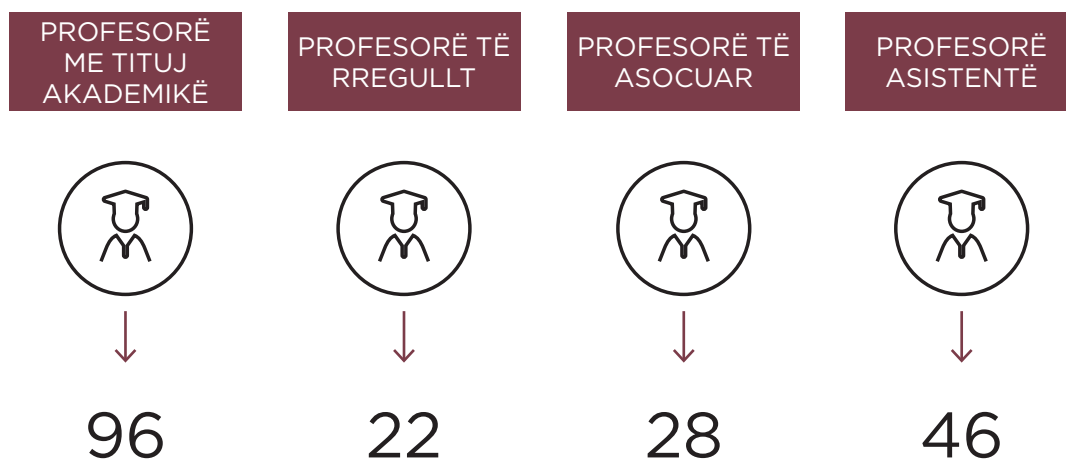 PROFESORË
ME TITUJ
AKADEMIKË
PROFESORË TË
RREGULLT
PROFESORË TË
ASOCUAR
PROFESORË
ASISTENTË
96
22
28
46